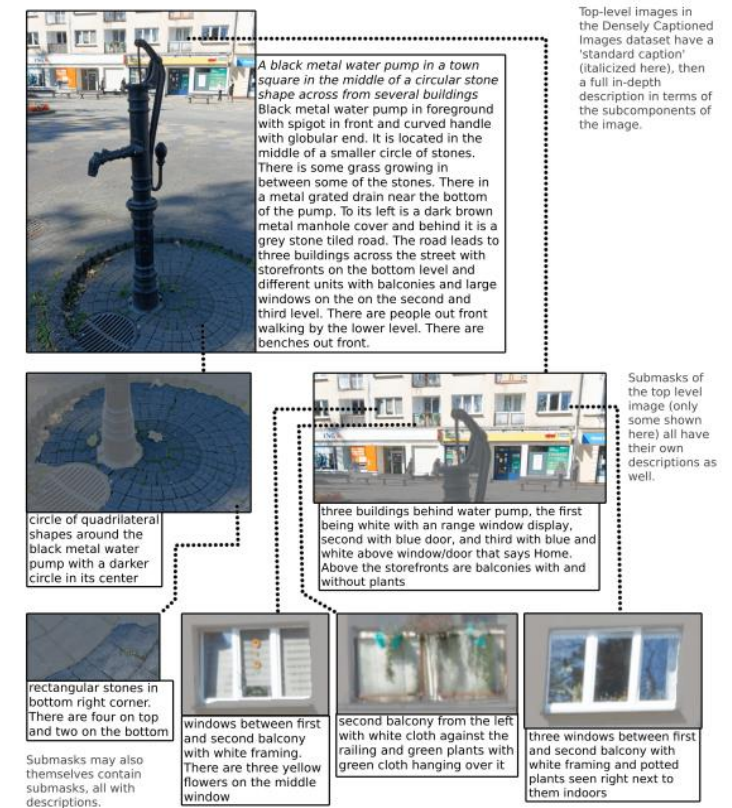 Top-level images in
the Densely Captioned
Images dataset have a
'standard caption'
(italicized here), then
a full in-depth
description in terms of
the subcomponents of
the image.
A black metal water pump in a town
square in the middle of a circular stone
shape across from several buildings
Black metal water pump in foreground
with spigot in front and curved handle
with globular end. It is located in the
middle of a smaller circle of stones.
There is some grass growing in
between some of the stones. There in
a metal grated drain near the bottom
of the pump. To its left is a dark brown
metal manhole cover and behind it is a
grey stone tiled road. The road leads to
three buildings across the street with
storefronts on the bottom level and
different units with balconies and large
windows on the on the second and
third level. There are people out front
walking by the lower level. There are
benches out front.
Submasks of
the top level
image (only
some shown
here) all have
their own
descriptions as
well.
circle of quadrilateral
shapes around the
black metal water
pump with a darker
circle in its center
three buildings behind water pump, the first
being white with an range window display,
second with blue door, and third with blue and
white above window/door that says Home.
Above the storefronts are balconies with and
without plants
rectangular stones in
bottom right corner.
There are four on top
and two on the bottom
windows between first
and second balcony
with white framing.
There are three yellow
flowers on the middle
window
second balcony from the left
with white cloth against the
railing and green plants with
green cloth hanging over it
three windows between first
and second balcony with
white framing and potted
plants seen right next to
them indoors
Submasks may also
themselves contain
submasks, all with
descriptions.